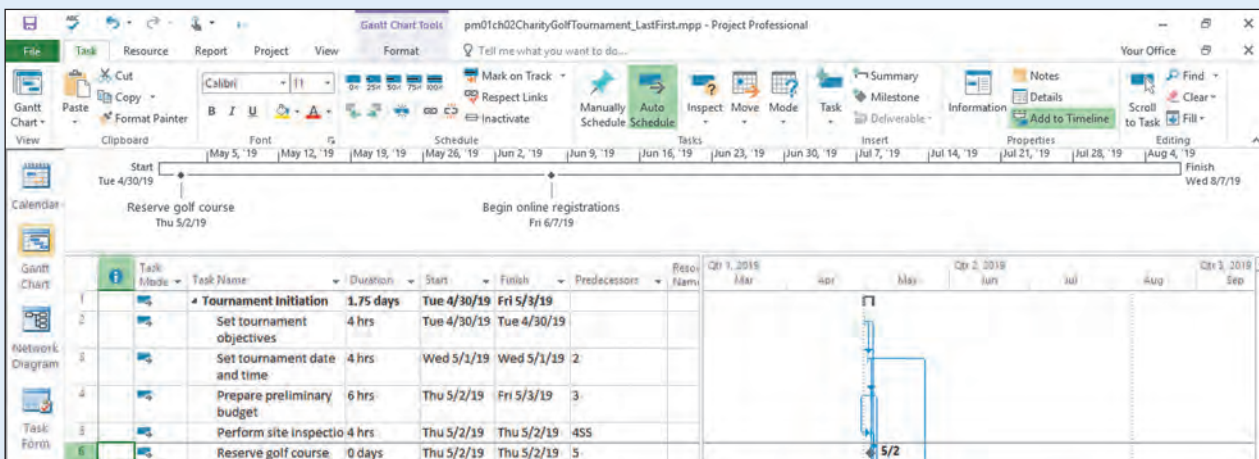 Gantt Chart Tools pm01ch02CharityGolfTournament_LastFirst.mpp - Project Professional
File Task Resource Report Project View Format Tell me what you want to do... Your Office
Cut
Copy
Format Painter
Paste
Gantt Chart
Calibri 11
B I U A
0% 25% 50% 75% 100%
Mark on Track
Respect Links
Inactivate
Manually Schedule
Auto Schedule
Inspect Move Mode
Task
Summary
Milestone
Deliverable
Information
Notes
Details
Add to Timeline
Scroll to Task
Find
Clear
Fill
View Clipboard Font Schedule Tasks Insert Properties Editing
May 5, '19 May 12, '19 May 19, '19 May 26, '19 Jun 2, '19 Jun 9, '19 Jun 16, '19 Jun 23, '19 Jun 30, '19 Jul 7, '19 Jul 14, '19 Jul 21, '19 Jul 28, '19 Aug 4, '19
Start
Tue 4/30/19
Finish
Wed 8/7/19
Reserve golf course
Thu 5/2/19
Begin online registrations
Fri 6/7/19
Calendar
Gantt Chart
Network Diagram
Task Form
Task Mode Task Name Duration Start Finish Predecessors Resou Name
Qtr 1, 2019 Qtr 2, 2019 Qtr 3, 2019
Mar Apr May Jun Jul Aug Sep
1 Tournament Initiation 1.75 days Tue 4/30/19 Fri 5/3/19
2 Set tournament objectives 4 hrs Tue 4/30/19 Tue 4/30/19
3 Set tournament date and time 4 hrs Wed 5/1/19 Wed 5/1/19 2
4 Prepare preliminary budget 6 hrs Thu 5/2/19 Fri 5/3/19 3
5 Perform site inspectio 4 hrs Thu 5/2/19 Thu 5/2/19 4SS
6 Reserve golf course 0 days Thu 5/2/19 Thu 5/2/19 5
5/2